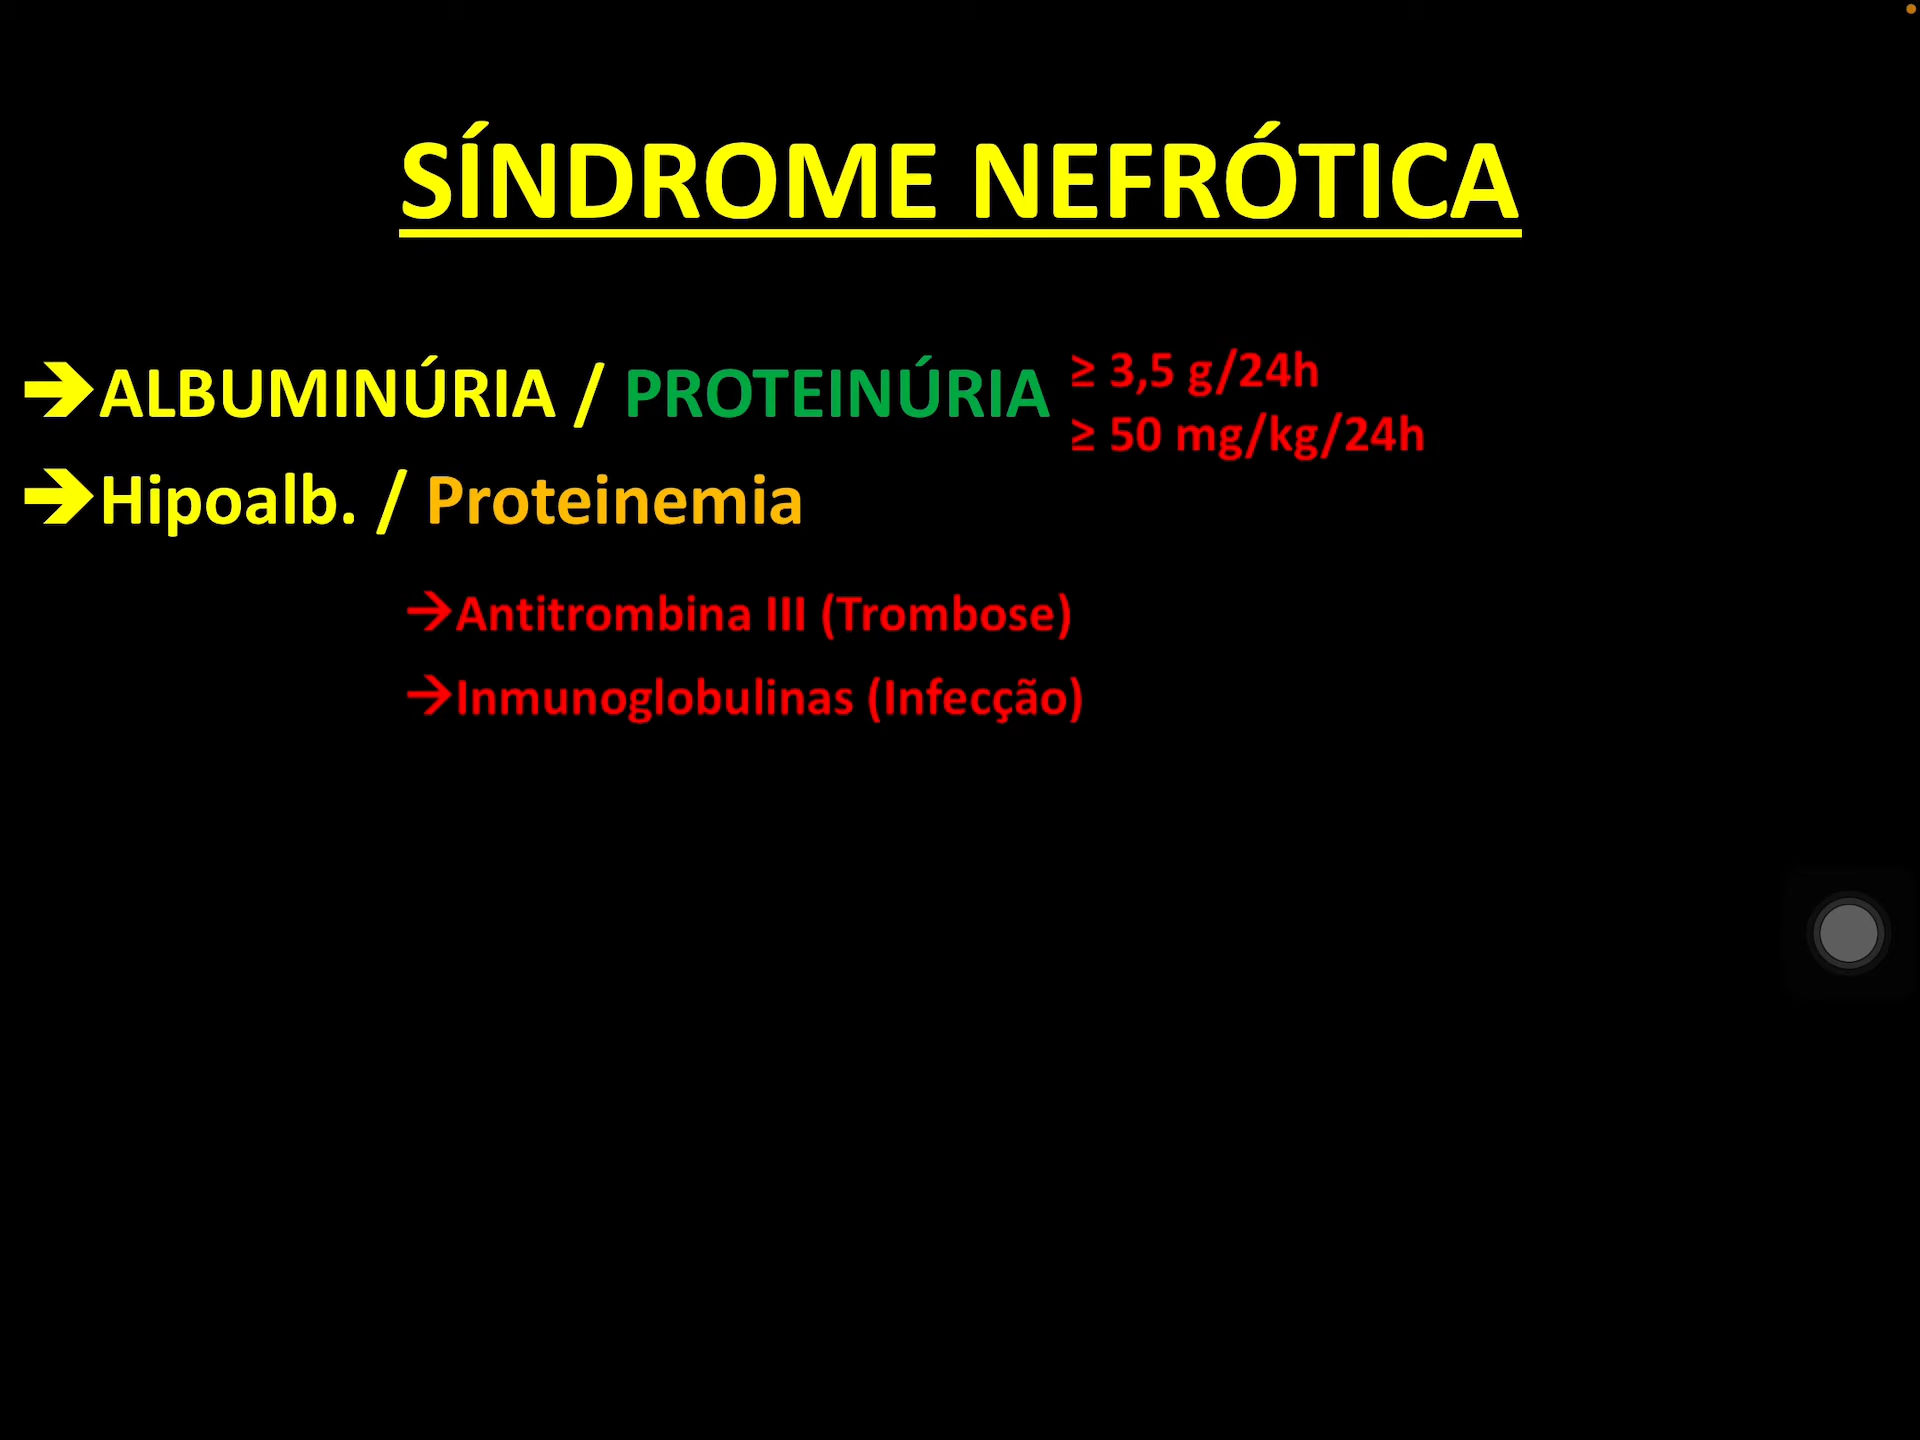 SÍNDROME NEFRÓTICA
➔ALBUMINÚRIA / PROTEINÚRIA
≥ 3,5 g/24h
≥ 50 mg/kg/24h
➔Hipoalb. / Proteinemia
→Antitrombina III (Trombose)
→Inmunoglobulinas (Infecção)